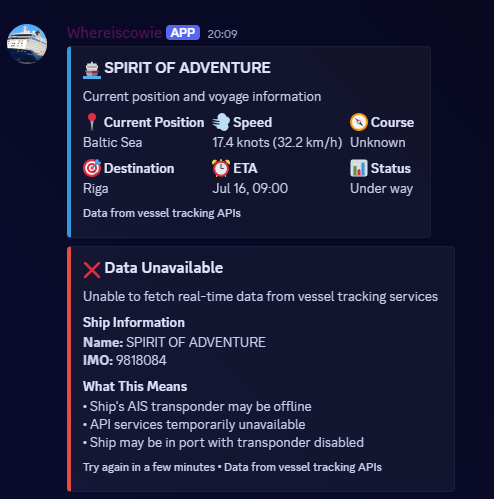 Whereiscowie APP 20:09
SPIRIT OF ADVENTURE
Current position and voyage information
Current Position Speed Course
Baltic Sea 17.4 knots (32.2 km/h) Unknown
Destination ETA Status
Riga Jul 16, 09:00 Under way
Data from vessel tracking APIs
Data Unavailable
Unable to fetch real-time data from vessel tracking services
Ship Information
Name: SPIRIT OF ADVENTURE
IMO: 9818084
What This Means
• Ship's AIS transponder may be offline
• API services temporarily unavailable
• Ship may be in port with transponder disabled
Try again in a few minutes • Data from vessel tracking APIs